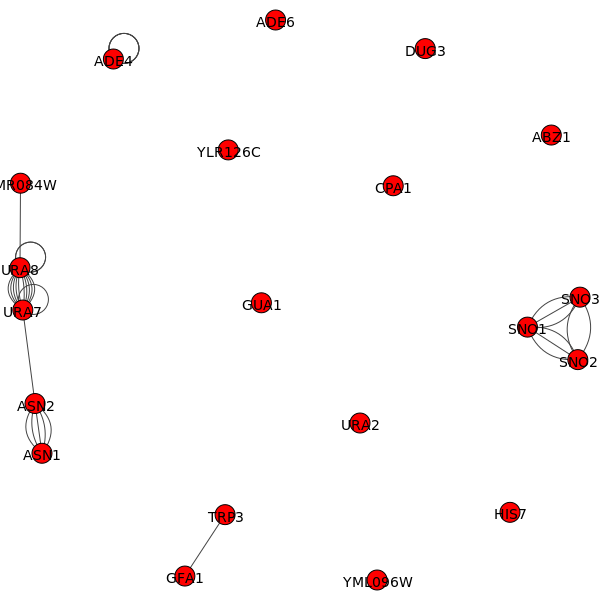 ADE6
DUG3
ADE4
ABZ1
YLR126C
MR084W
CPA1
URA8
SNO3
GUA1
URA7
SNO1
SNO2
ASN2
URA2
ASN1
HIS7
TRP3
GFA1
YML096W